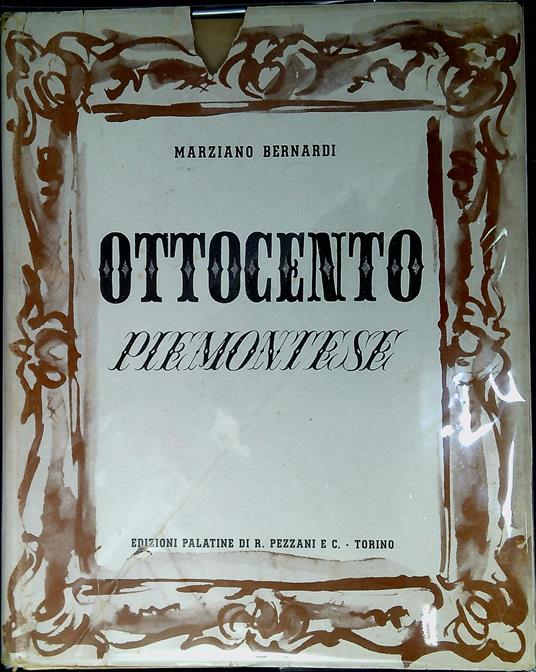 MARZIANO BERNARDI
OTTOCENTO
PIEMONTESE
EDIZIONI PALATINE DI R. PEZZANI E C. - TORINO